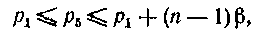 p₁ ⩽ p₅ ⩽ p₁ + (n − 1) β,